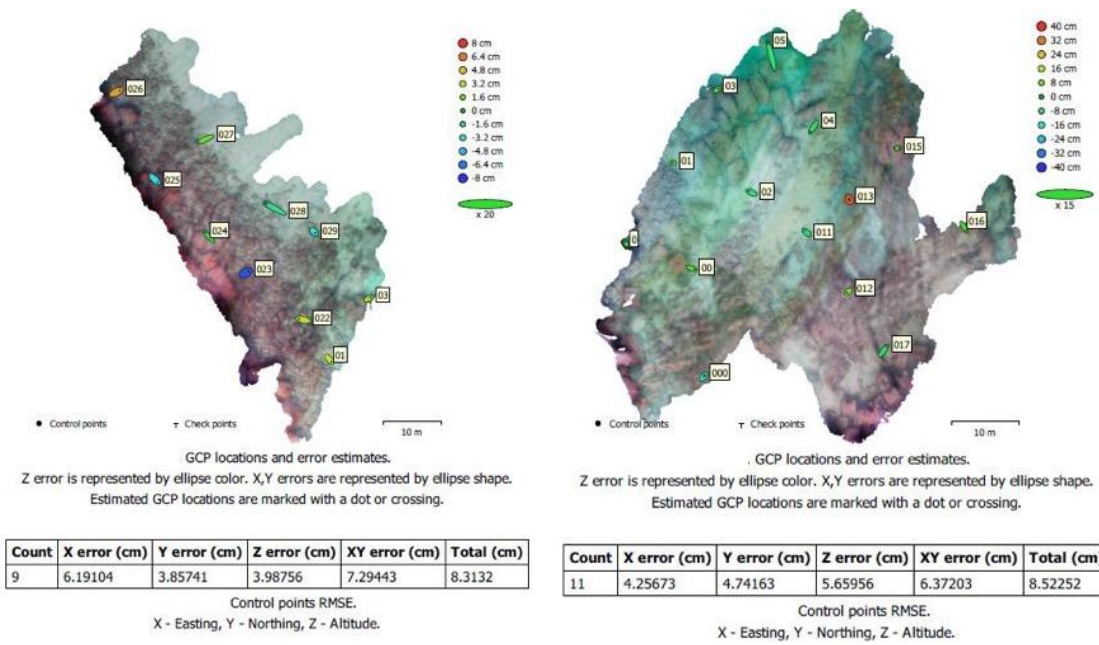 026
027
025
028
024
029
023
03
022
01
8 cm
6.4 cm
4.8 cm
3.2 cm
1.6 cm
0 cm
-1.6 cm
-3.2 cm
-4.8 cm
-6.4 cm
-8 cm
x 20
Control points
Check points
10 m
GCP locations and error estimates.
Z error is represented by ellipse color. X,Y errors are represented by ellipse shape.
Estimated GCP locations are marked with a dot or crossing.
Count X error (cm) Y error (cm) Z error (cm) XY error (cm) Total (cm)
9 6.19104 3.85741 3.98756 7.29443 8.3132
Control points RMSE.
X - Easting, Y - Northing, Z - Altitude.
05
03
04
015
01
02
013
016
011
0
00
012
017
000
40 cm
32 cm
24 cm
16 cm
8 cm
0 cm
-8 cm
-16 cm
-24 cm
-32 cm
-40 cm
x 15
Control points
Check points
10 m
. GCP locations and error estimates.
Z error is represented by ellipse color. X,Y errors are represented by ellipse shape.
Estimated GCP locations are marked with a dot or crossing.
Count X error (cm) Y error (cm) Z error (cm) XY error (cm) Total (cm)
11 4.25673 4.74163 5.65956 6.37203 8.52252
Control points RMSE.
X - Easting, Y - Northing, Z - Altitude.